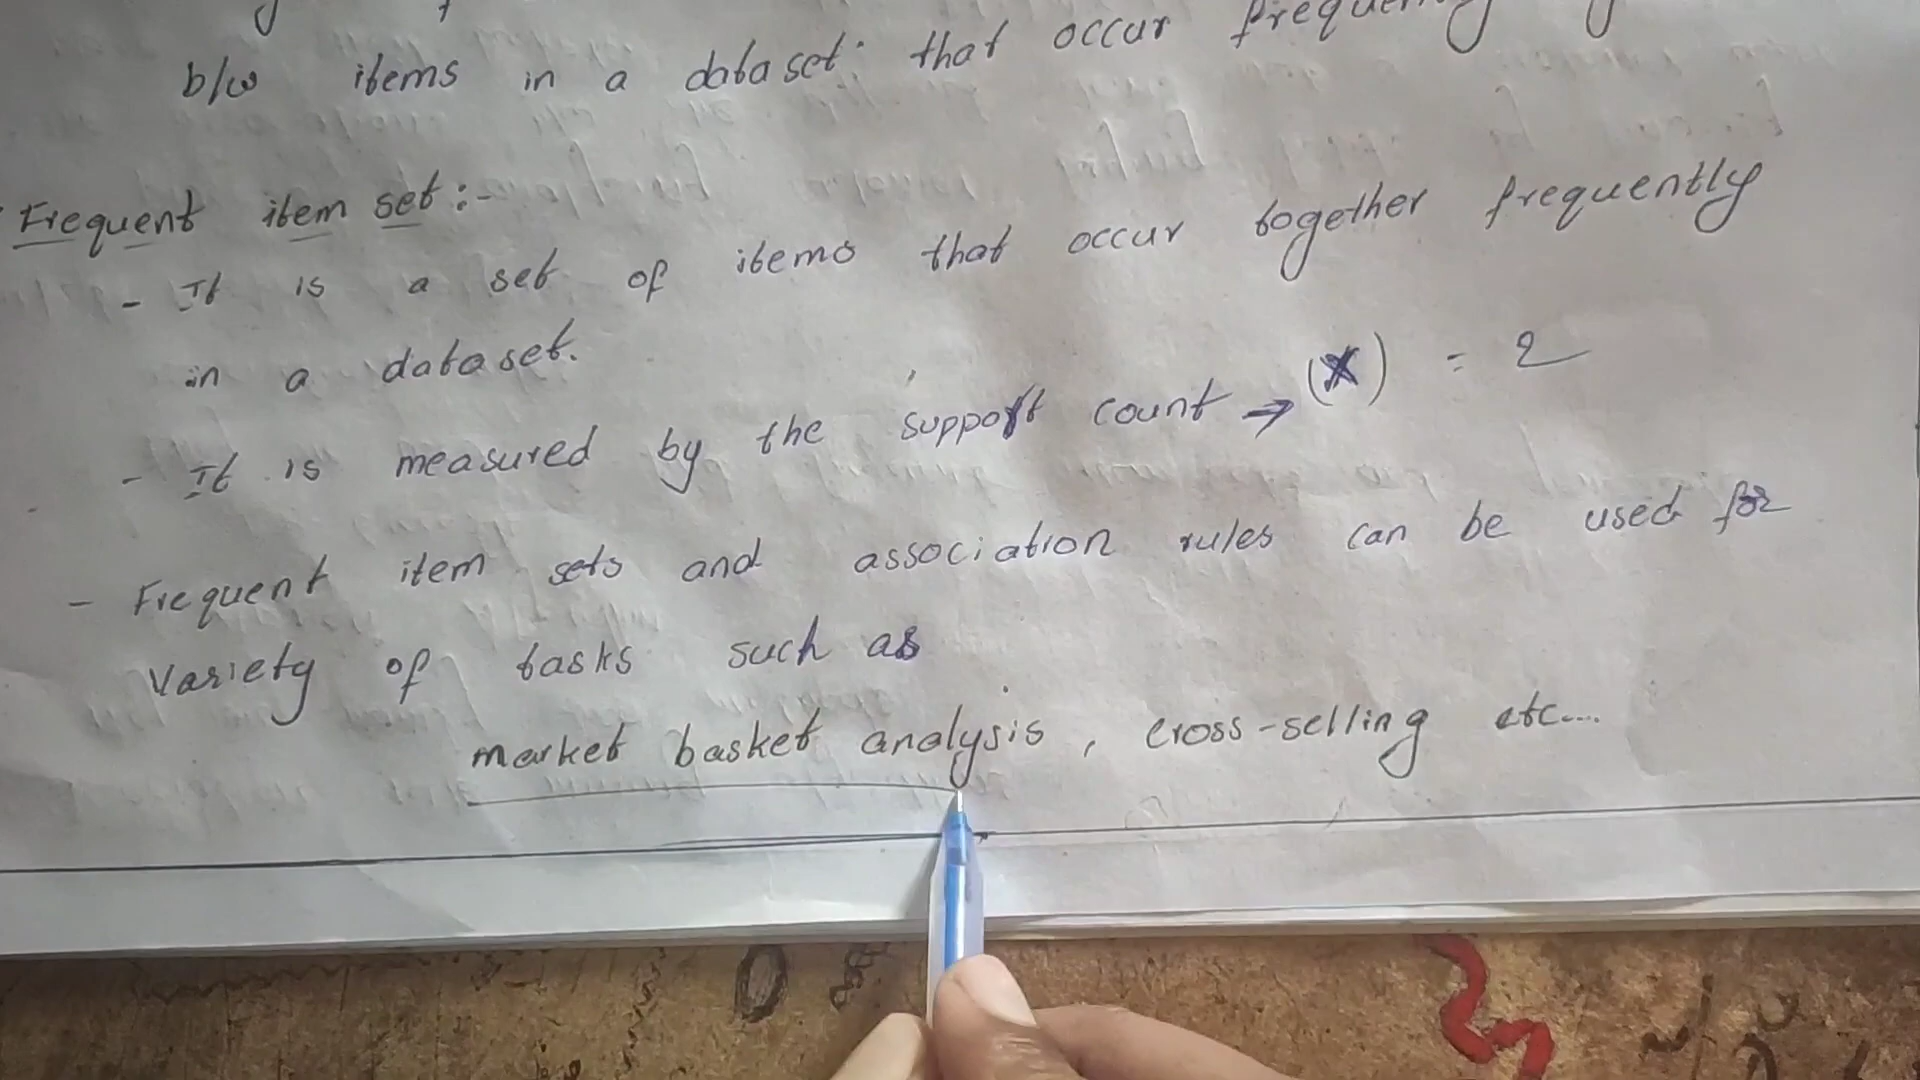 b/w items in a dataset that occur
Frequent item set :-
- It is a set of items that occur together frequently
in a dataset.
- It is measured by the support count → (X) = 2
- Frequent item sets and association rules can be used for
Variety of tasks such as
market basket analysis, cross-selling etc....